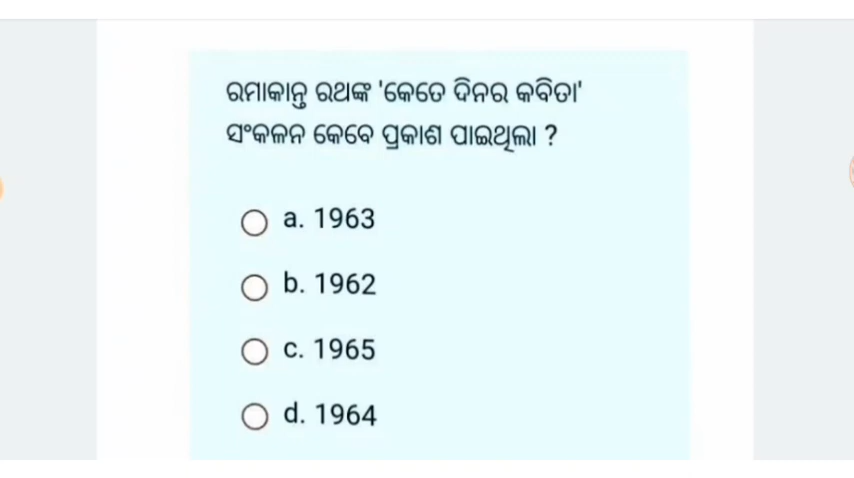 ରମାକାନ୍ତ ରଥଙ୍କ 'କେତେ ଦିନର କବିତା'
ସଂକଳନ କେବେ ପ୍ରକାଶ ପାଇଥିଲା ?
a. 1963
b. 1962
c. 1965
d. 1964